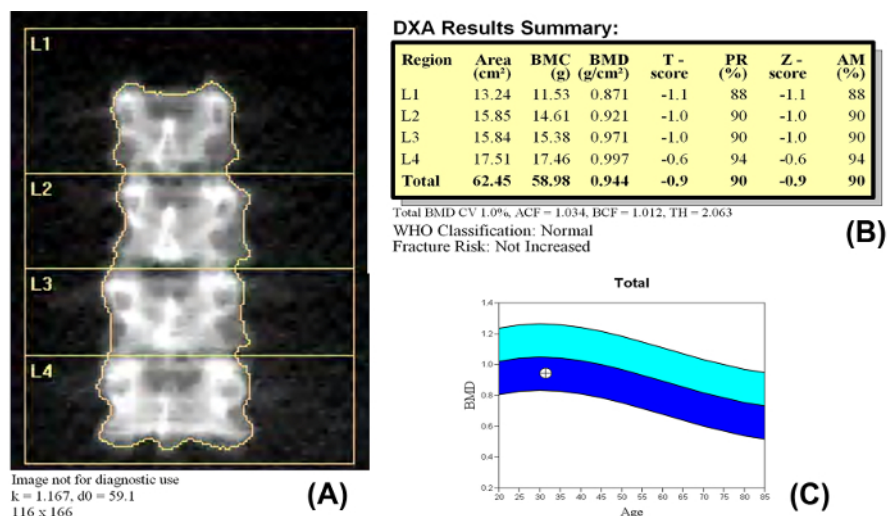 L1
L2
L3
L4
Image not for diagnostic use
k = 1.167, d0 = 59.1
116 x 166
(A)
DXA Results Summary:
Region Area (cm²) BMC (g) BMD (g/cm²) T - score PR (%) Z - score AM (%)
L1 13.24 11.53 0.871 -1.1 88 -1.1 88
L2 15.85 14.61 0.921 -1.0 90 -1.0 90
L3 15.84 15.38 0.971 -1.0 90 -1.0 90
L4 17.51 17.46 0.997 -0.6 94 -0.6 94
Total 62.45 58.98 0.944 -0.9 90 -0.9 90
Total BMD CV 1.0%, ACF = 1.034, BCF = 1.012, TH = 2.063
WHO Classification: Normal
Fracture Risk: Not Increased
(B)
Total
1.4
1.2
1.0
0.8
0.6
0.4
0.2
BMD
20 25 30 35 40 45 50 55 60 65 70 75 80 85
Age
(C)